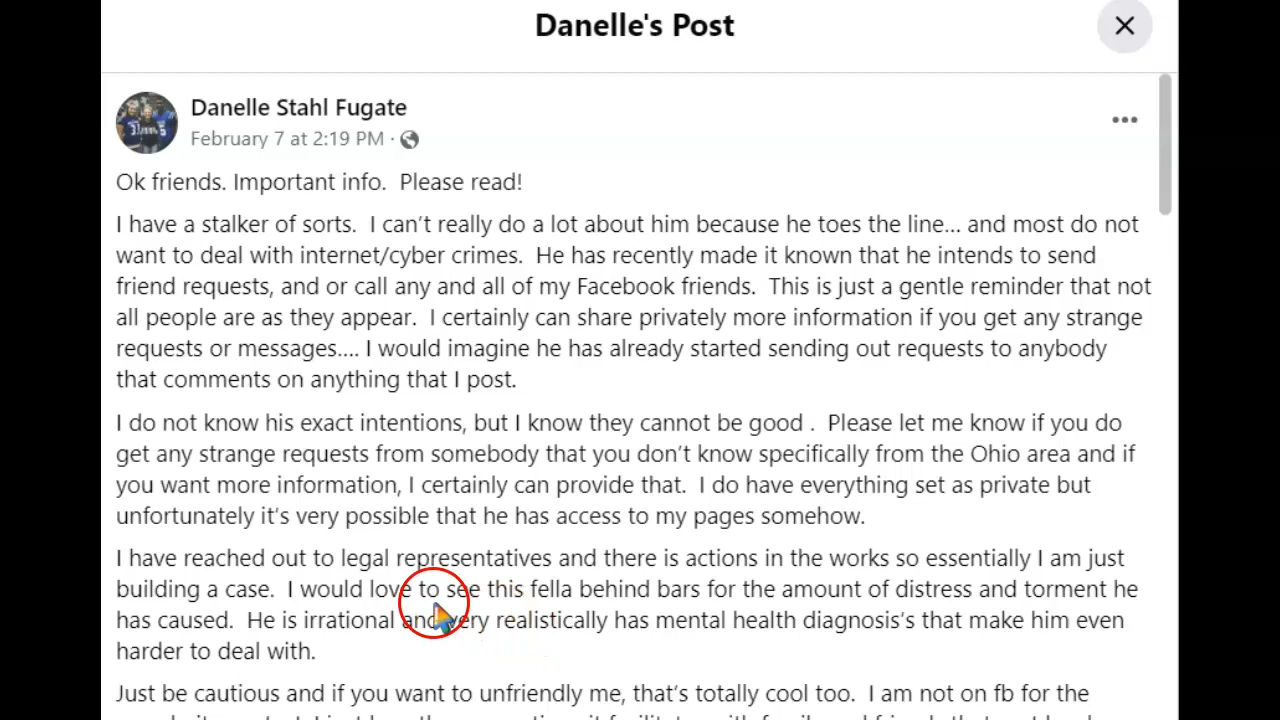 Danelle's Post
Danelle Stahl Fugate
February 7 at 2:19 PM ·
Ok friends. Important info.  Please read!
I have a stalker of sorts.  I can't really do a lot about him because he toes the line... and most do not
want to deal with internet/cyber crimes.  He has recently made it known that he intends to send
friend requests, and or call any and all of my Facebook friends.  This is just a gentle reminder that not
all people are as they appear.  I certainly can share privately more information if you get any strange
requests or messages.... I would imagine he has already started sending out requests to anybody
that comments on anything that I post.
I do not know his exact intentions, but I know they cannot be good .  Please let me know if you do
get any strange requests from somebody that you don't know specifically from the Ohio area and if
you want more information, I certainly can provide that.  I do have everything set as private but
unfortunately it's very possible that he has access to my pages somehow.
I have reached out to legal representatives and there is actions in the works so essentially I am just
building a case.  I would love to see this fella behind bars for the amount of distress and torment he
has caused.  He is irrational and very realistically has mental health diagnosis's that make him even
harder to deal with.
Just be cautious and if you want to unfriendly me, that's totally cool too.  I am not on fb for the